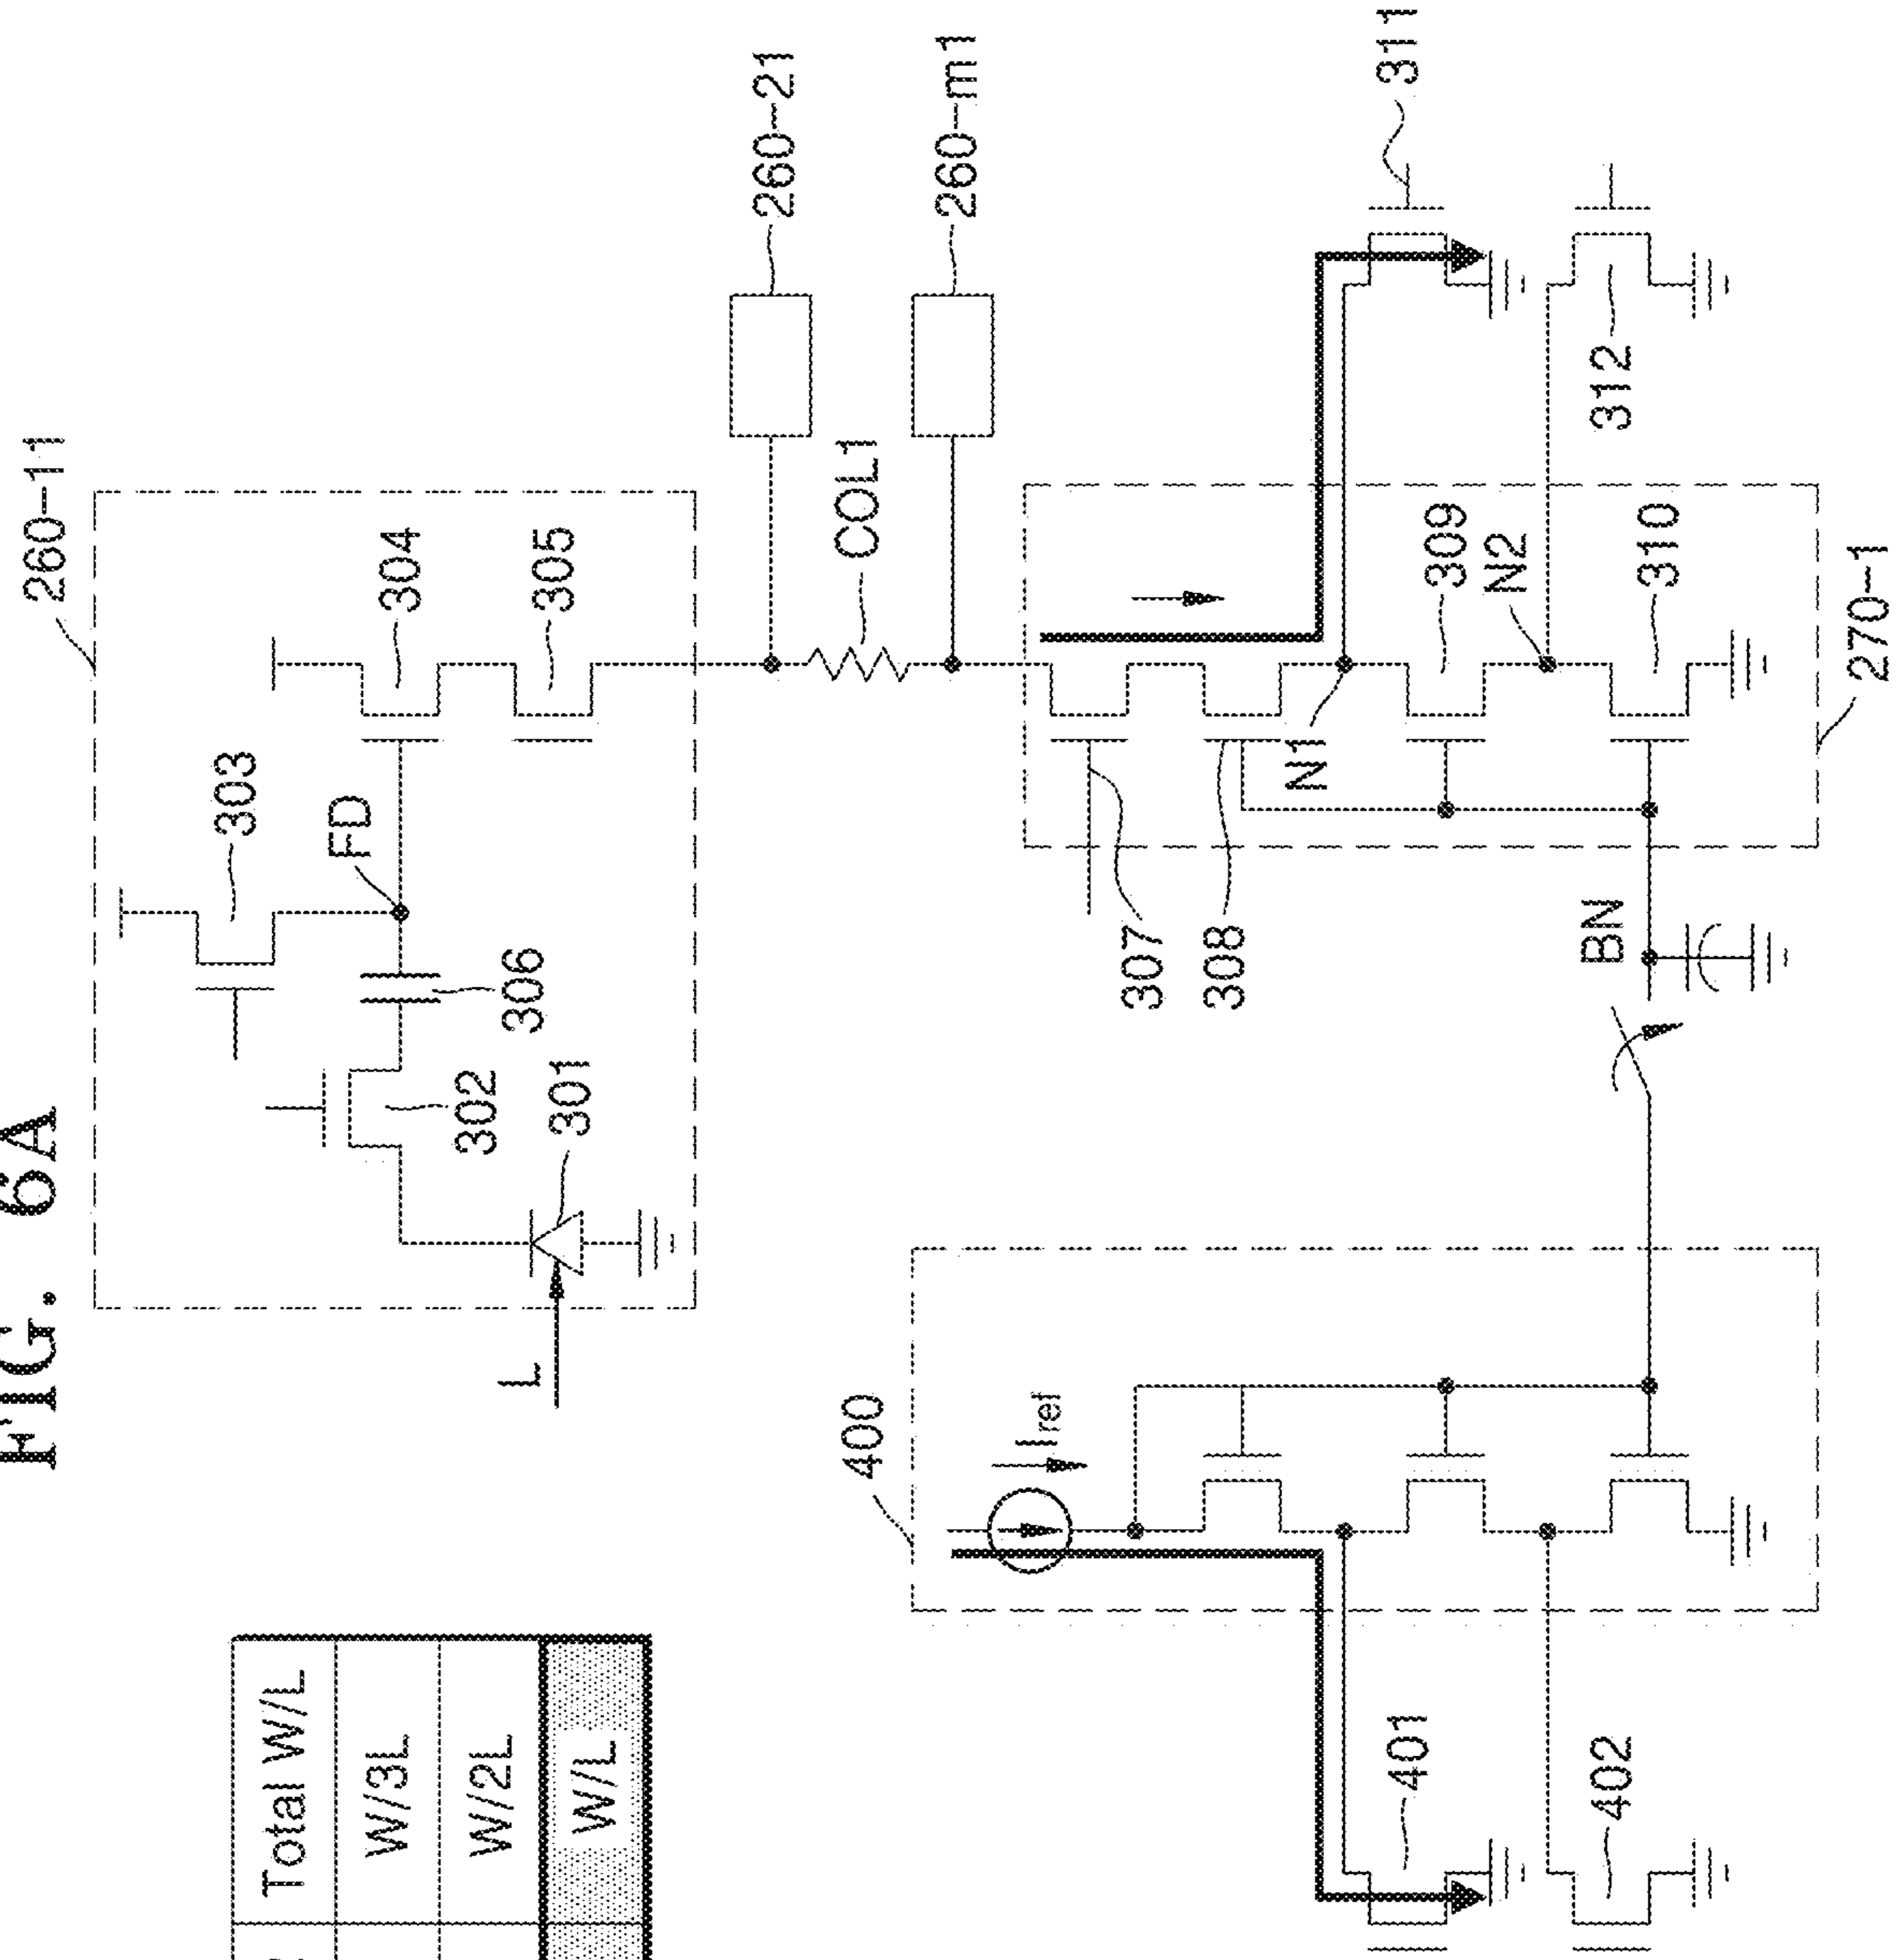 FIG. 6A
Total W/L
W/3L
W/2L
W/L
260-11
303
FD
304
305
306
302
301
L
260-21
COL1
260-m1
400
Iref
401
402
307
308
N1
309
N2
310
BN
270-1
311
312